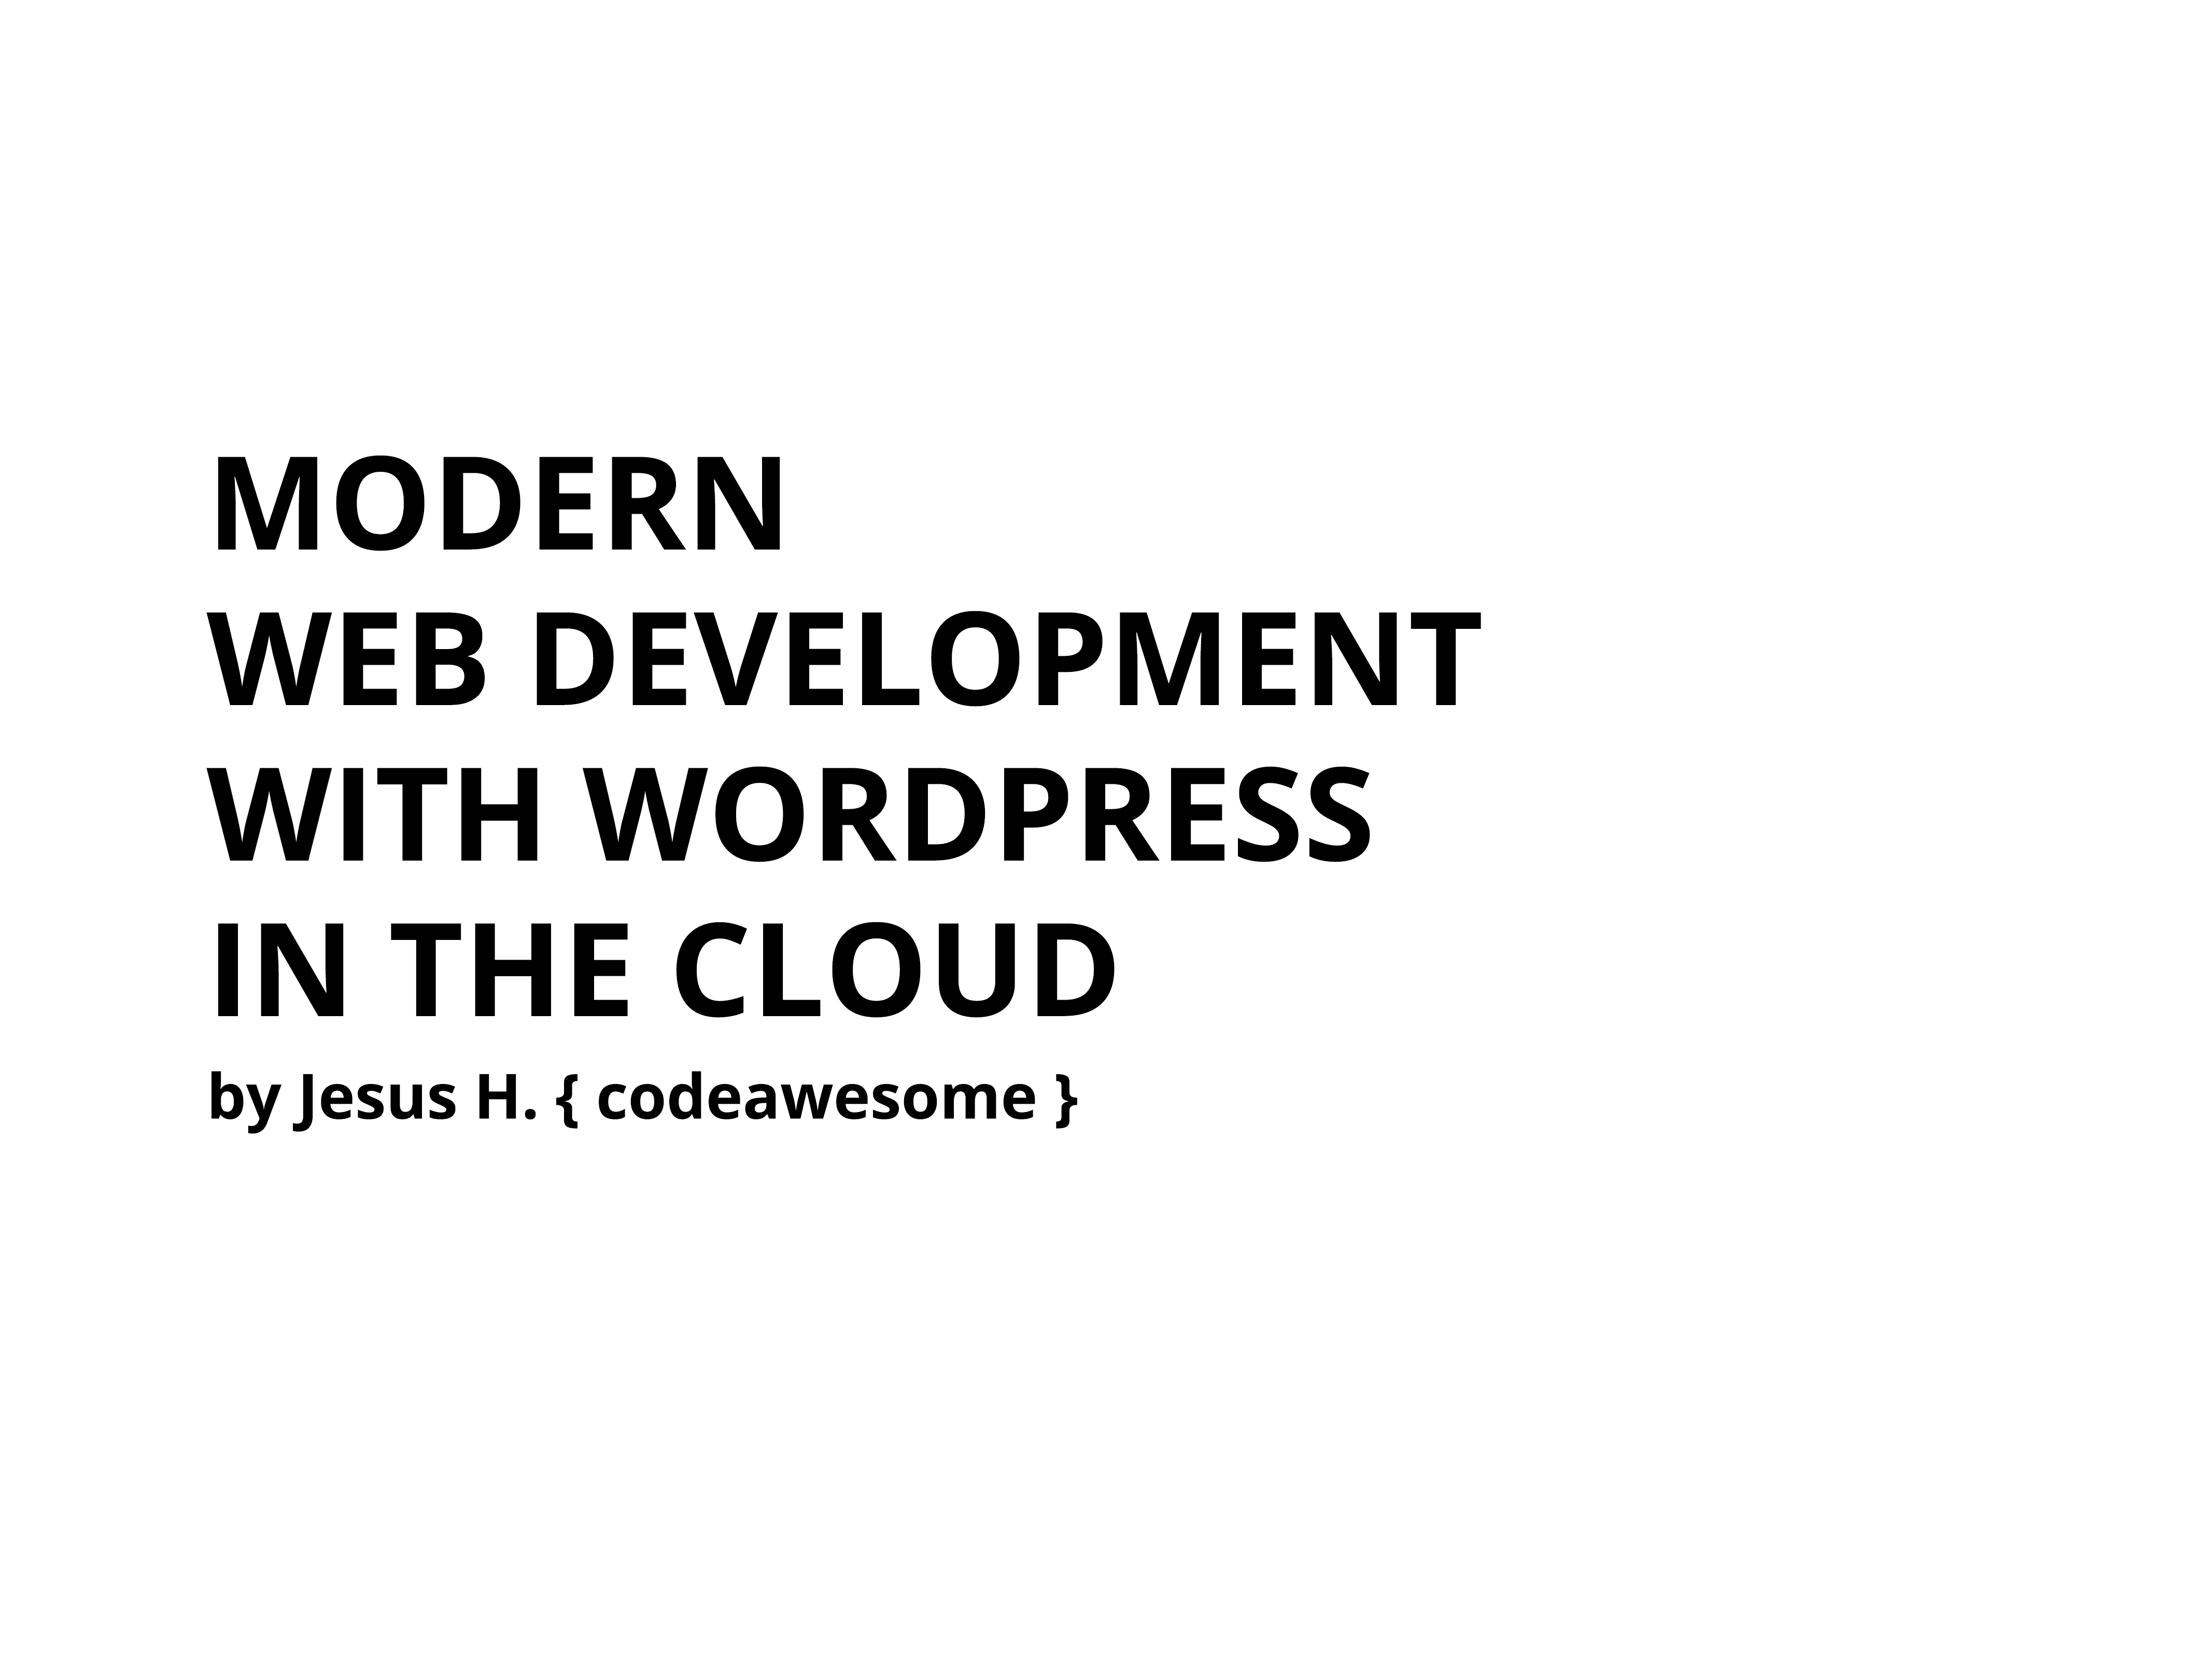 MODERN
WEB DEVELOPMENT
WITH WORDPRESS
IN THE CLOUD
by Jesus H. { codeawesome }